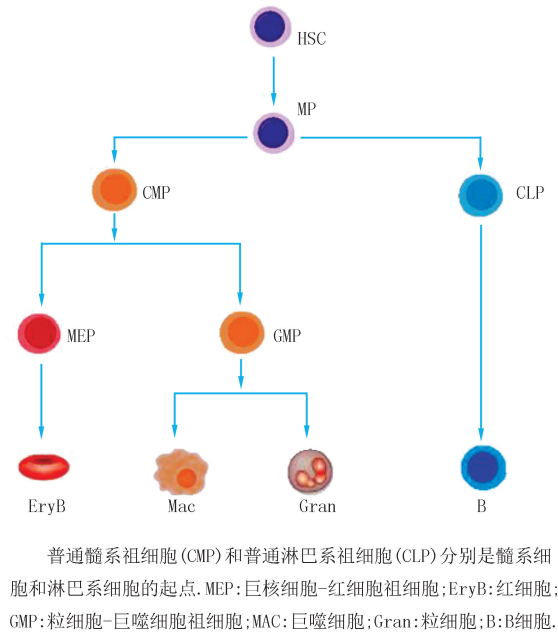 HSC
MP
CMP
CLP
MEP
GMP
EryB
Mac
Gran
B
普通髓系祖细胞(CMP)和普通淋巴系祖细胞(CLP)分别是髓系细
胞和淋巴系细胞的起点.MEP:巨核细胞-红细胞祖细胞;EryB:红细胞;
GMP:粒细胞-巨噬细胞祖细胞;MAC:巨噬细胞;Gran:粒细胞;B:B细胞.